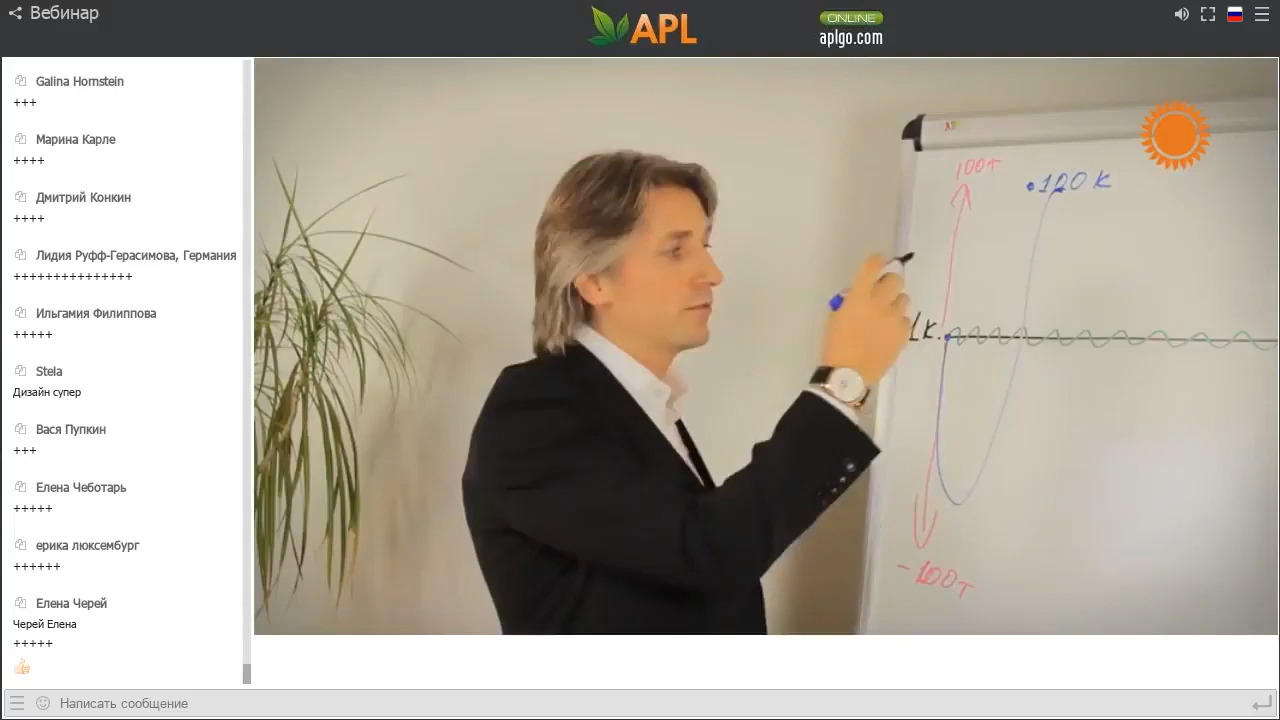 Вебинар
APL
ONLINE
aplgo.com
Galina Hornstein
+++
Марина Карле
++++
Дмитрий Конкин
++++
Лидия Руфф-Герасимова, Германия
+++++++++++++++
Ильгамия Филиппова
+++++
Stela
Дизайн супер
Вася Пупкин
+++
Елена Чеботарь
+++++
ерика люксембург
++++++
Елена Черей
Черей Елена
+++++
100т
120 к
1к.
-100т
Написать сообщение